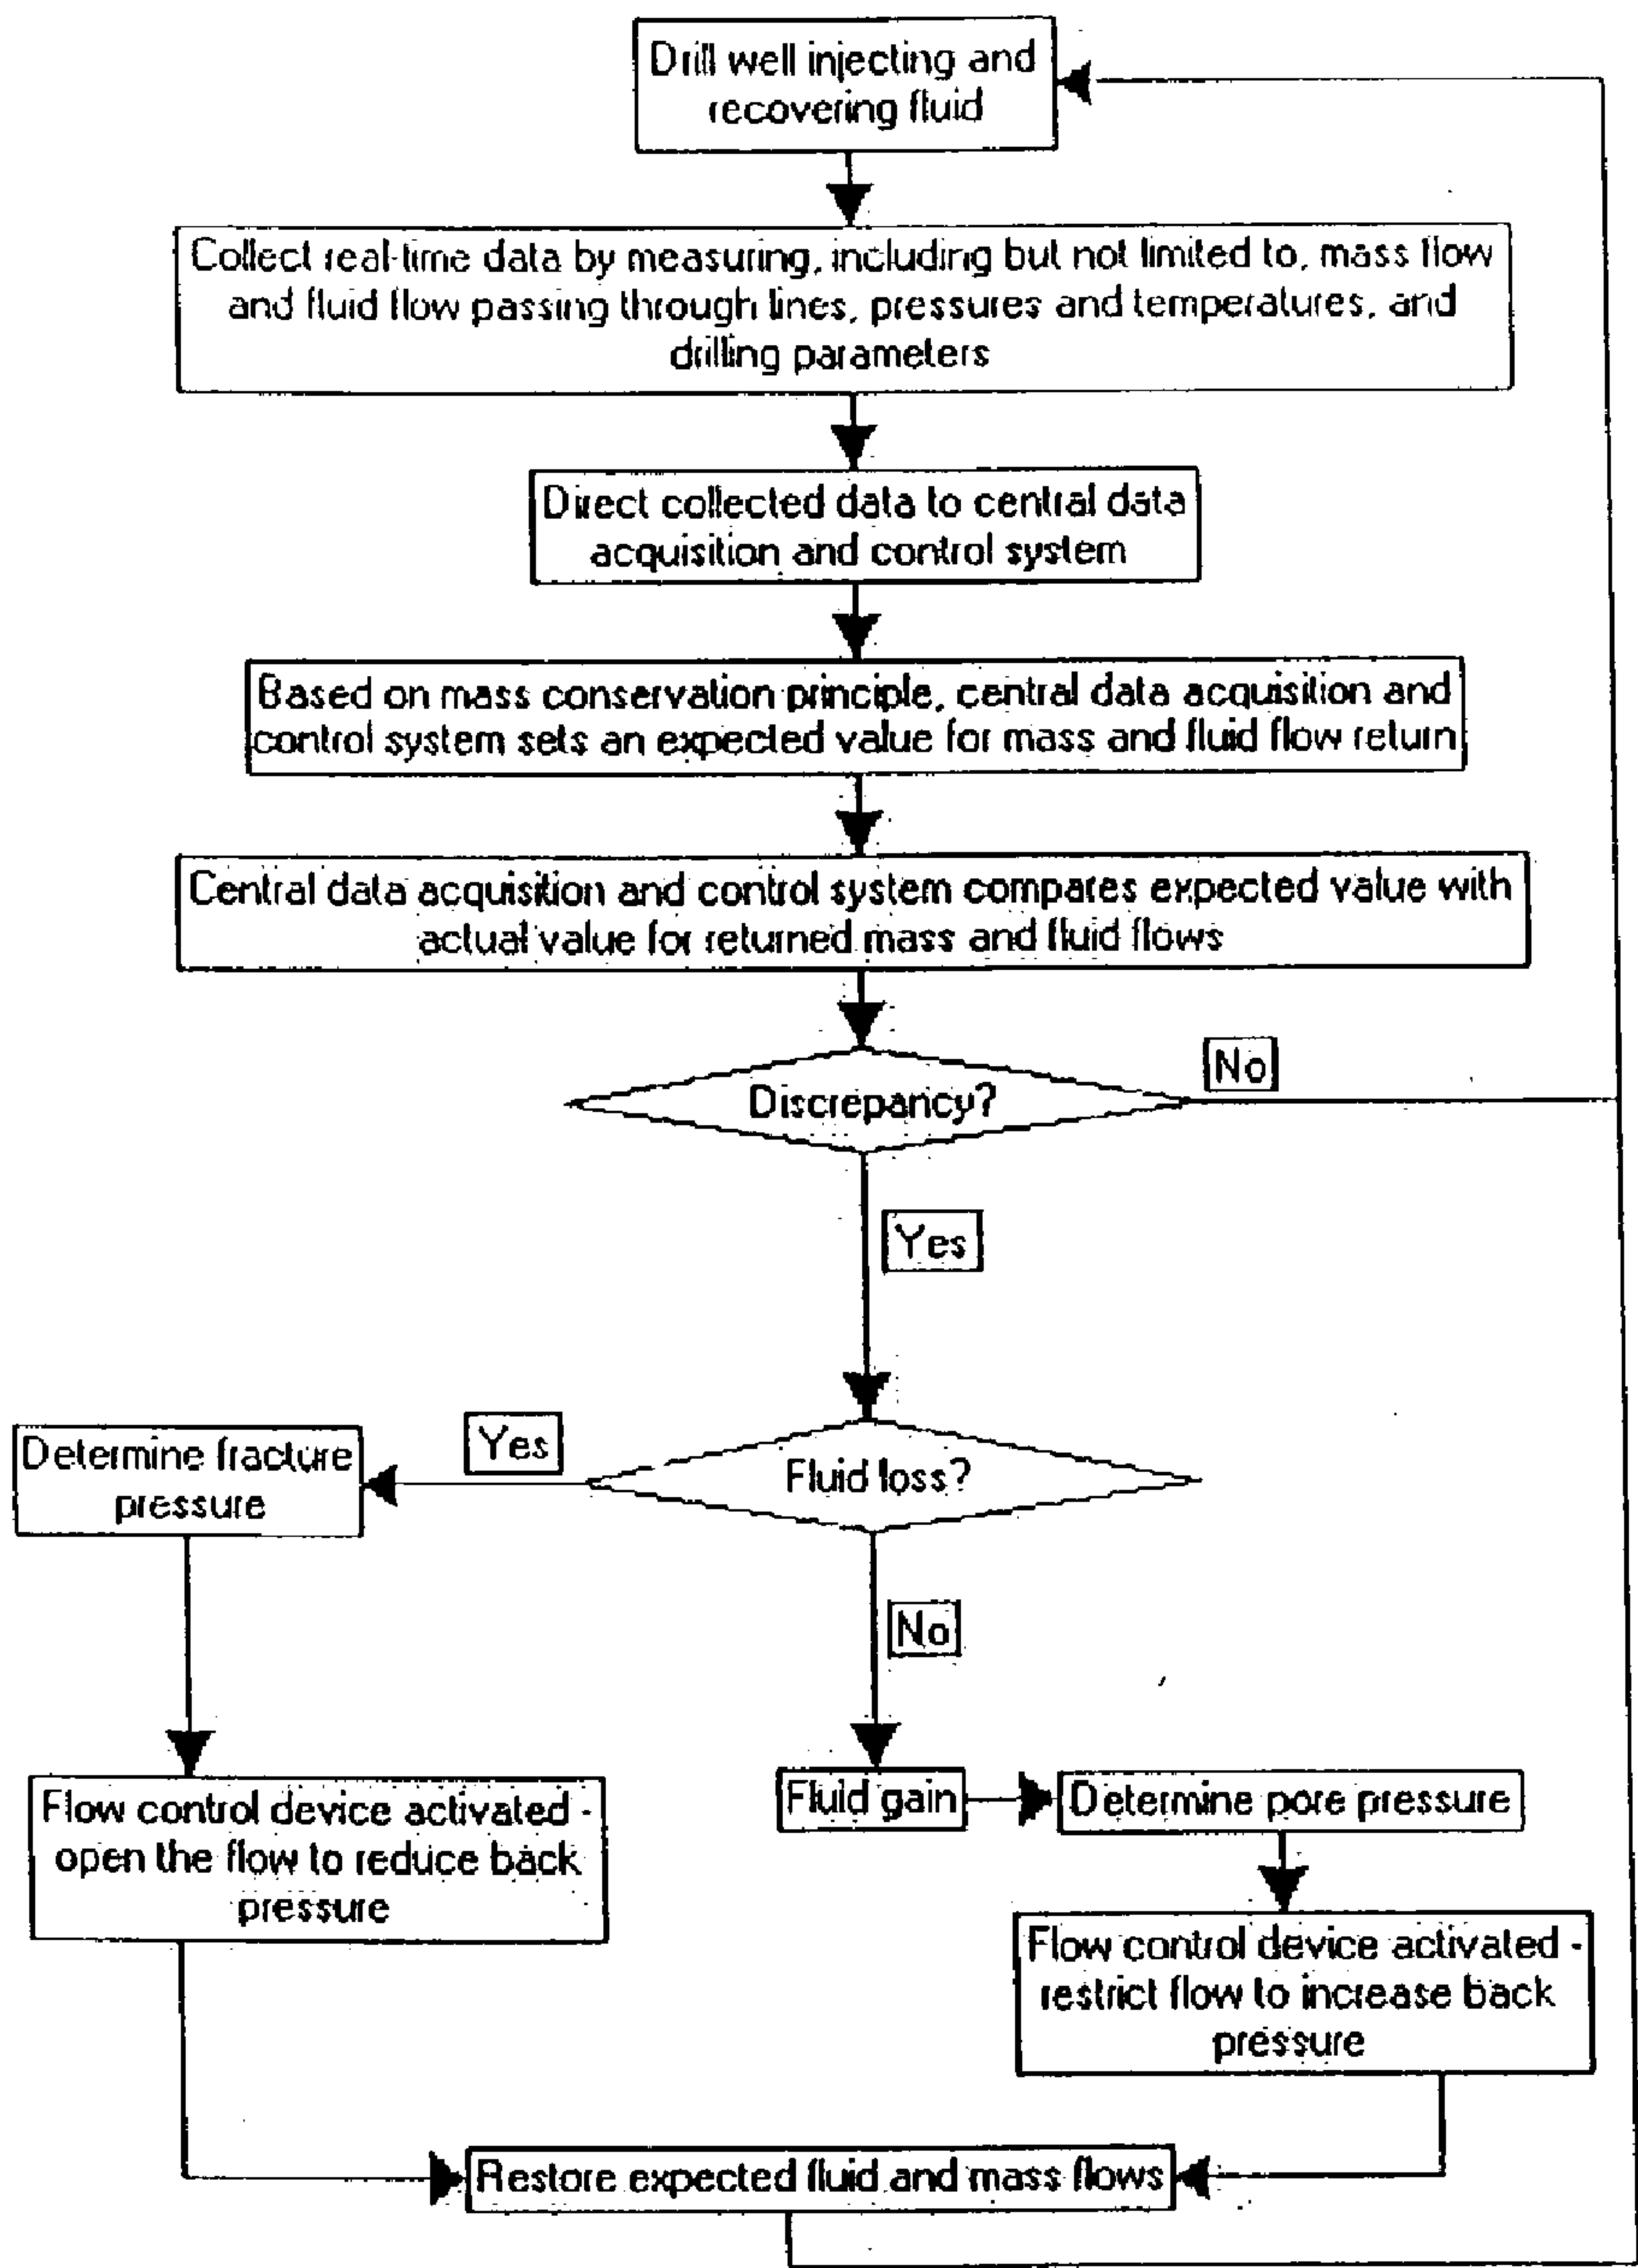 Drill well injecting and
recovering fluid
Collect real-time data by measuring, including but not limited to, mass flow
and fluid flow passing through lines, pressures and temperatures, and
drilling parameters
Direct collected data to central data
acquisition and control system
Based on mass conservation principle, central data acquisition and
control system sets an expected value for mass and fluid flow return
Central data acquisition and control system compares expected value with
actual value for returned mass and fluid flows
Discrepancy?
No
Yes
Fluid loss?
Yes
Determine fracture
pressure
No
Flow control device activated -
open the flow to reduce back
pressure
Fluid gain
Determine pore pressure
Flow control device activated -
restrict flow to increase back
pressure
Restore expected fluid and mass flows